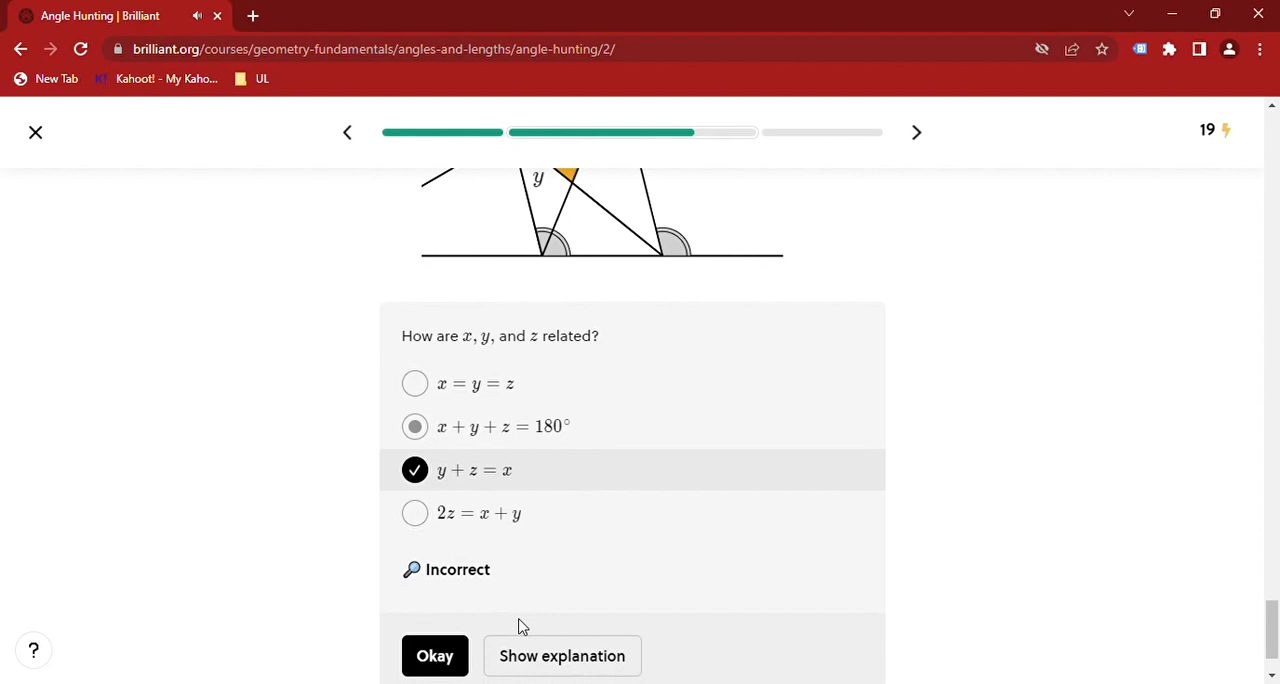 Angle Hunting | Brilliant
brilliant.org/courses/geometry-fundamentals/angles-and-lengths/angle-hunting/2/
New Tab K! Kahoot! - My Kaho... UL
19
y
How are x, y, and z related?
x = y = z
x + y + z = 180°
y + z = x
2z = x + y
Incorrect
Okay Show explanation
?